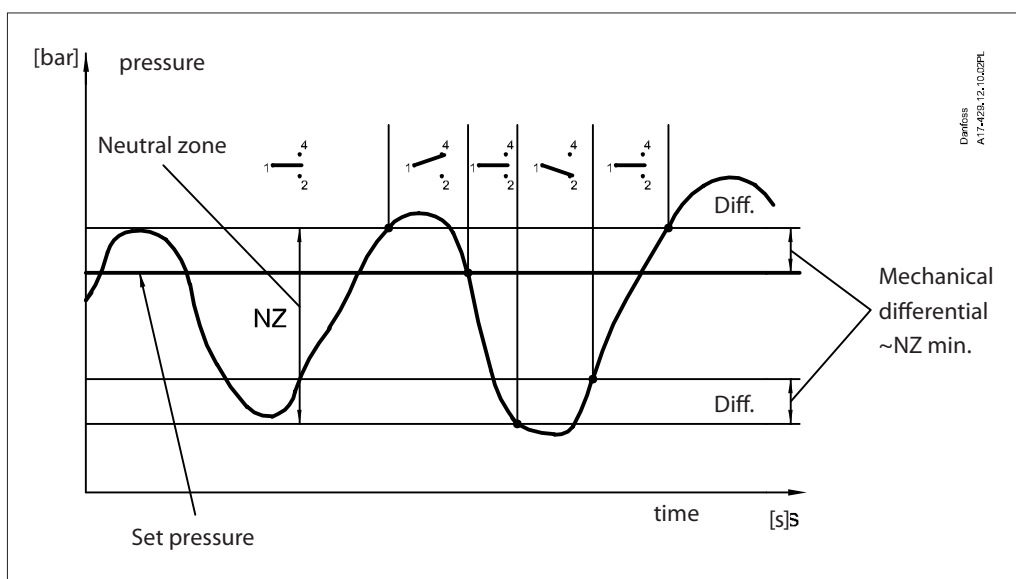 [bar]
pressure
Danfoss
A17-429.12.10.02PL
Neutral zone
4
1
2
4
1
2
4
1
2
4
1
2
4
1
2
Diff.
Mechanical
differential
~NZ min.
NZ
Diff.
time
[s]s
Set pressure